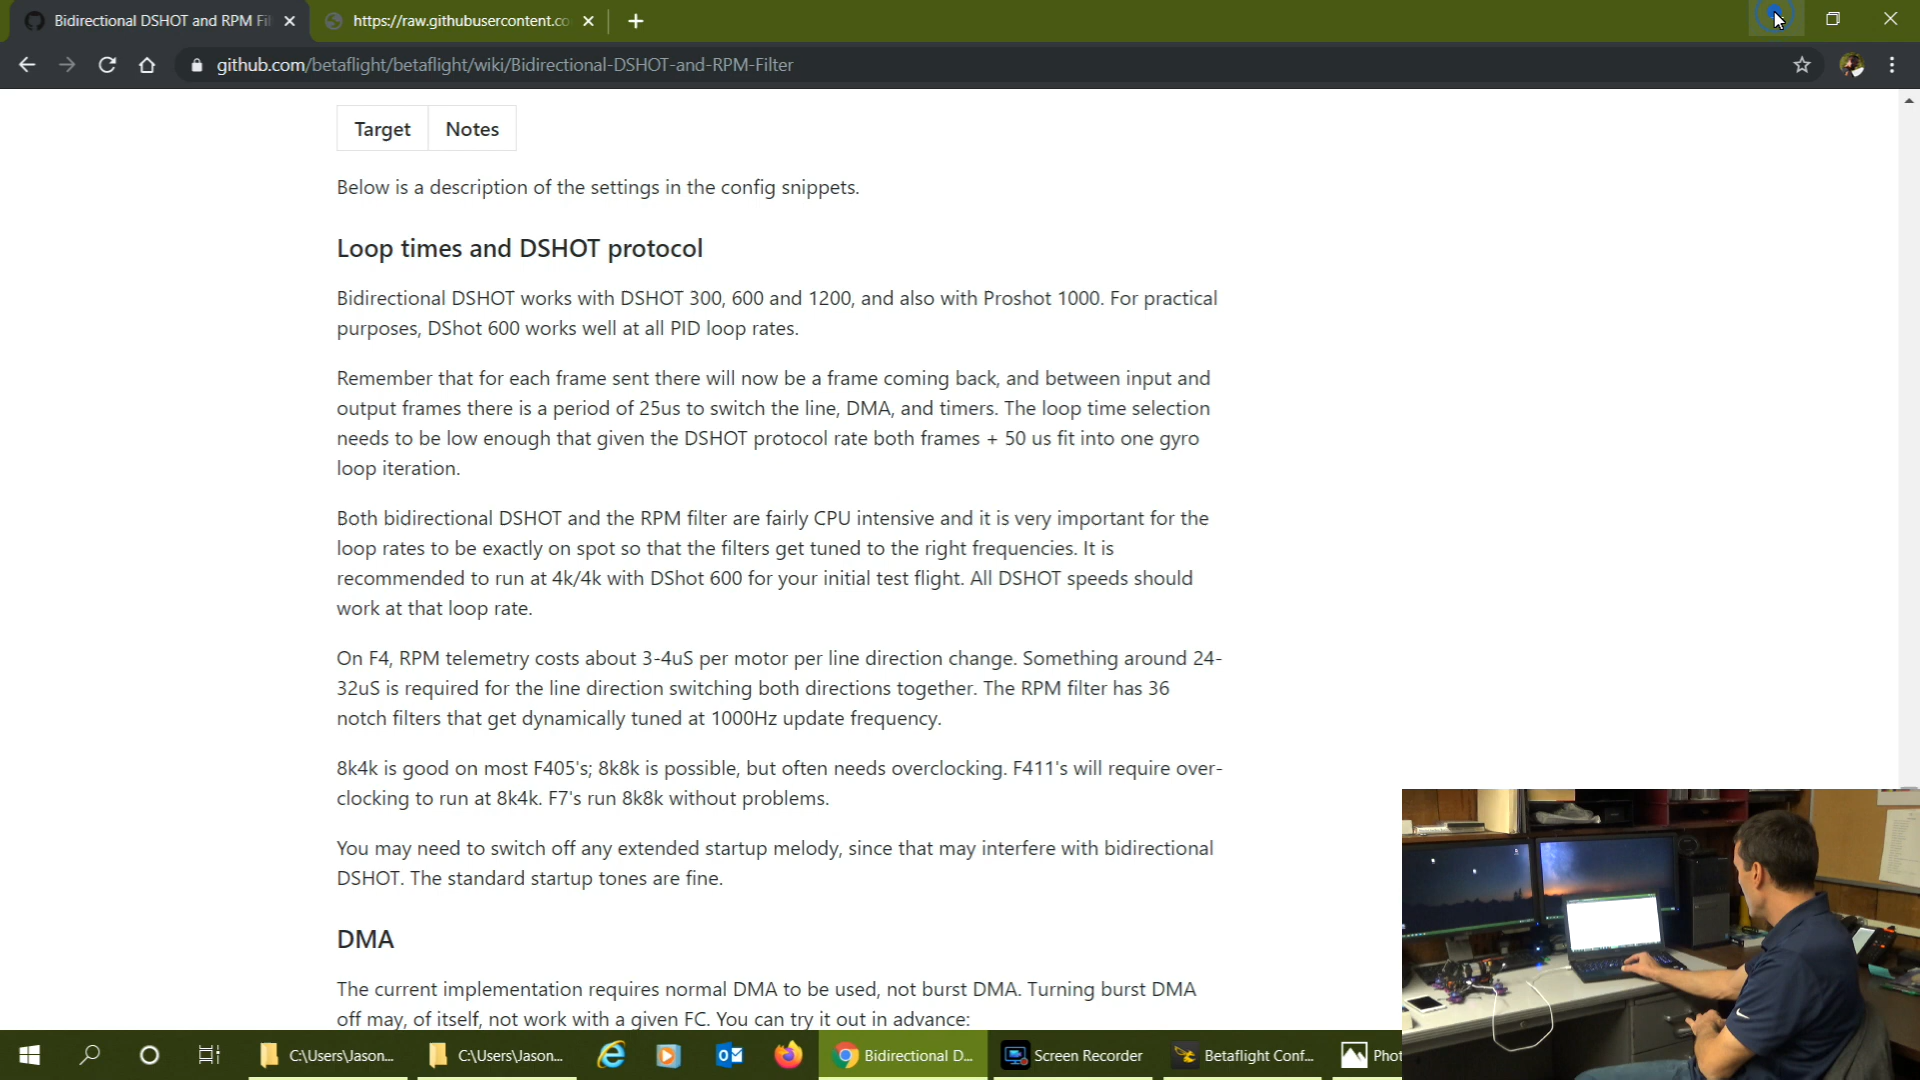 Bidirectional DSHOT and RPM Fil
https://raw.githubusercontent.co
github.com/betaflight/betaflight/wiki/Bidirectional-DSHOT-and-RPM-Filter
Target Notes
Below is a description of the settings in the config snippets.
Loop times and DSHOT protocol
Bidirectional DSHOT works with DSHOT 300, 600 and 1200, and also with Proshot 1000. For practical
purposes, DShot 600 works well at all PID loop rates.
Remember that for each frame sent there will now be a frame coming back, and between input and
output frames there is a period of 25us to switch the line, DMA, and timers. The loop time selection
needs to be low enough that given the DSHOT protocol rate both frames + 50 us fit into one gyro
loop iteration.
Both bidirectional DSHOT and the RPM filter are fairly CPU intensive and it is very important for the
loop rates to be exactly on spot so that the filters get tuned to the right frequencies. It is
recommended to run at 4k/4k with DShot 600 for your initial test flight. All DSHOT speeds should
work at that loop rate.
On F4, RPM telemetry costs about 3-4uS per motor per line direction change. Something around 24-
32uS is required for the line direction switching both directions together. The RPM filter has 36
notch filters that get dynamically tuned at 1000Hz update frequency.
8k4k is good on most F405's; 8k8k is possible, but often needs overclocking. F411's will require over-
clocking to run at 8k4k. F7's run 8k8k without problems.
You may need to switch off any extended startup melody, since that may interfere with bidirectional
DSHOT. The standard startup tones are fine.
DMA
The current implementation requires normal DMA to be used, not burst DMA. Turning burst DMA
off may, of itself, not work with a given FC. You can try it out in advance:
C:\Users\Jason...
C:\Users\Jason...
Bidirectional D...
Screen Recorder
Betaflight Conf...
Phot